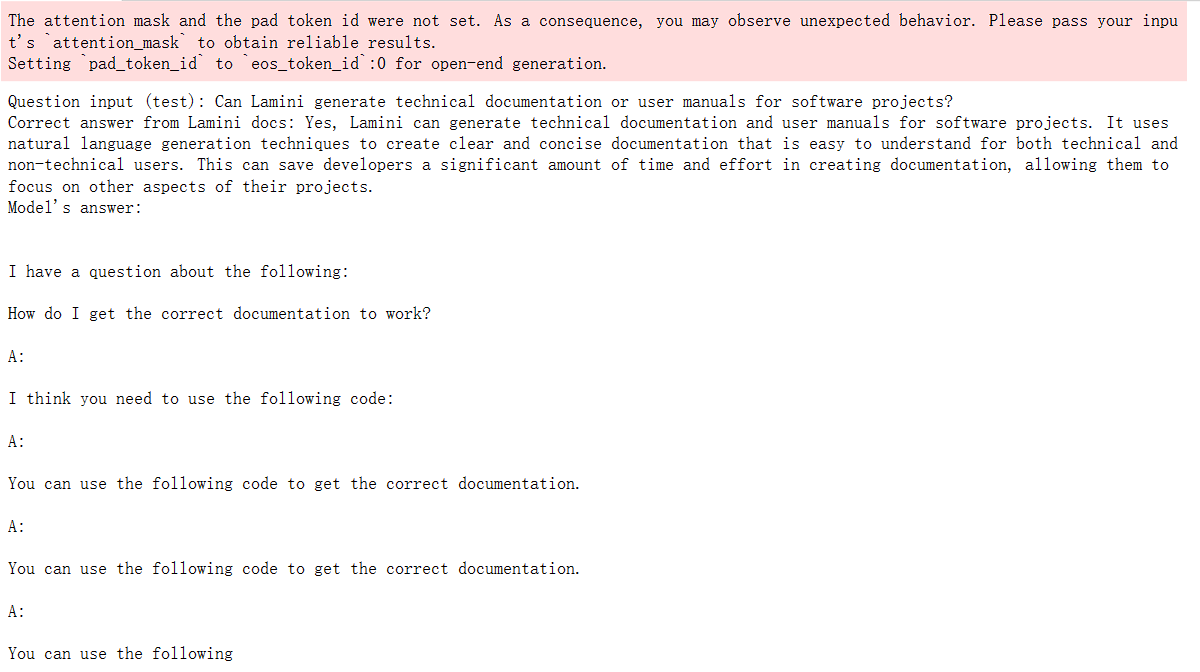 The attention mask and the pad token id were not set. As a consequence, you may observe unexpected behavior. Please pass your inpu
t's `attention_mask` to obtain reliable results.
Setting `pad_token_id` to `eos_token_id`:0 for open-end generation.
Question input (test): Can Lamini generate technical documentation or user manuals for software projects?
Correct answer from Lamini docs: Yes, Lamini can generate technical documentation and user manuals for software projects. It uses
natural language generation techniques to create clear and concise documentation that is easy to understand for both technical and
non-technical users. This can save developers a significant amount of time and effort in creating documentation, allowing them to
focus on other aspects of their projects.
Model's answer:
I have a question about the following:
How do I get the correct documentation to work?
A:
I think you need to use the following code:
A:
You can use the following code to get the correct documentation.
A:
You can use the following code to get the correct documentation.
A:
You can use the following